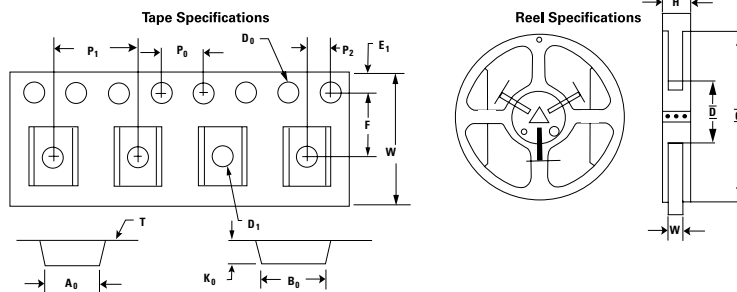 Tape Specifications
P1 P0 D0 P2 E1
F
W
D1
T
K0
A0 B0
Reel Specifications
H
D
W